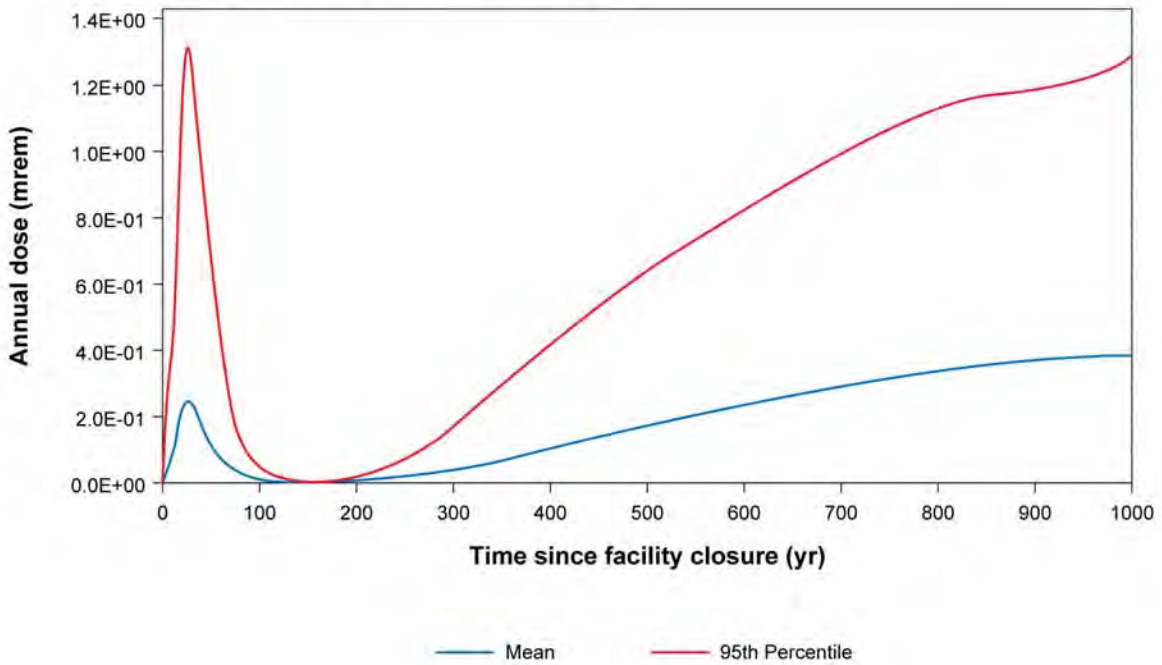 1.4E+00
1.2E+00
1.0E+00
8.0E-01
6.0E-01
4.0E-01
2.0E-01
0.0E+00
Annual dose (mrem)
0 100 200 300 400 500 600 700 800 900 1000
Time since facility closure (yr)
Mean 95th Percentile